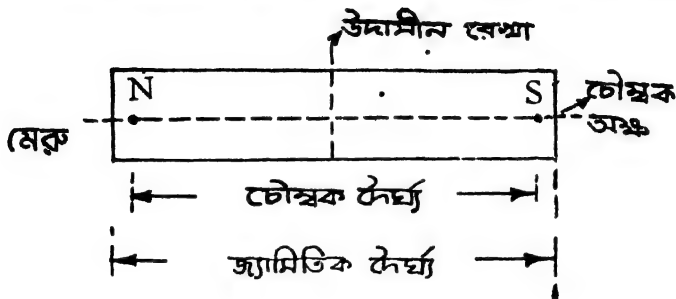 উদাসীন রেখা
N S
চৌম্বক
অক্ষ
মেরু
চৌম্বক দৈর্ঘ্য
জ্যামিতিক দৈর্ঘ্য